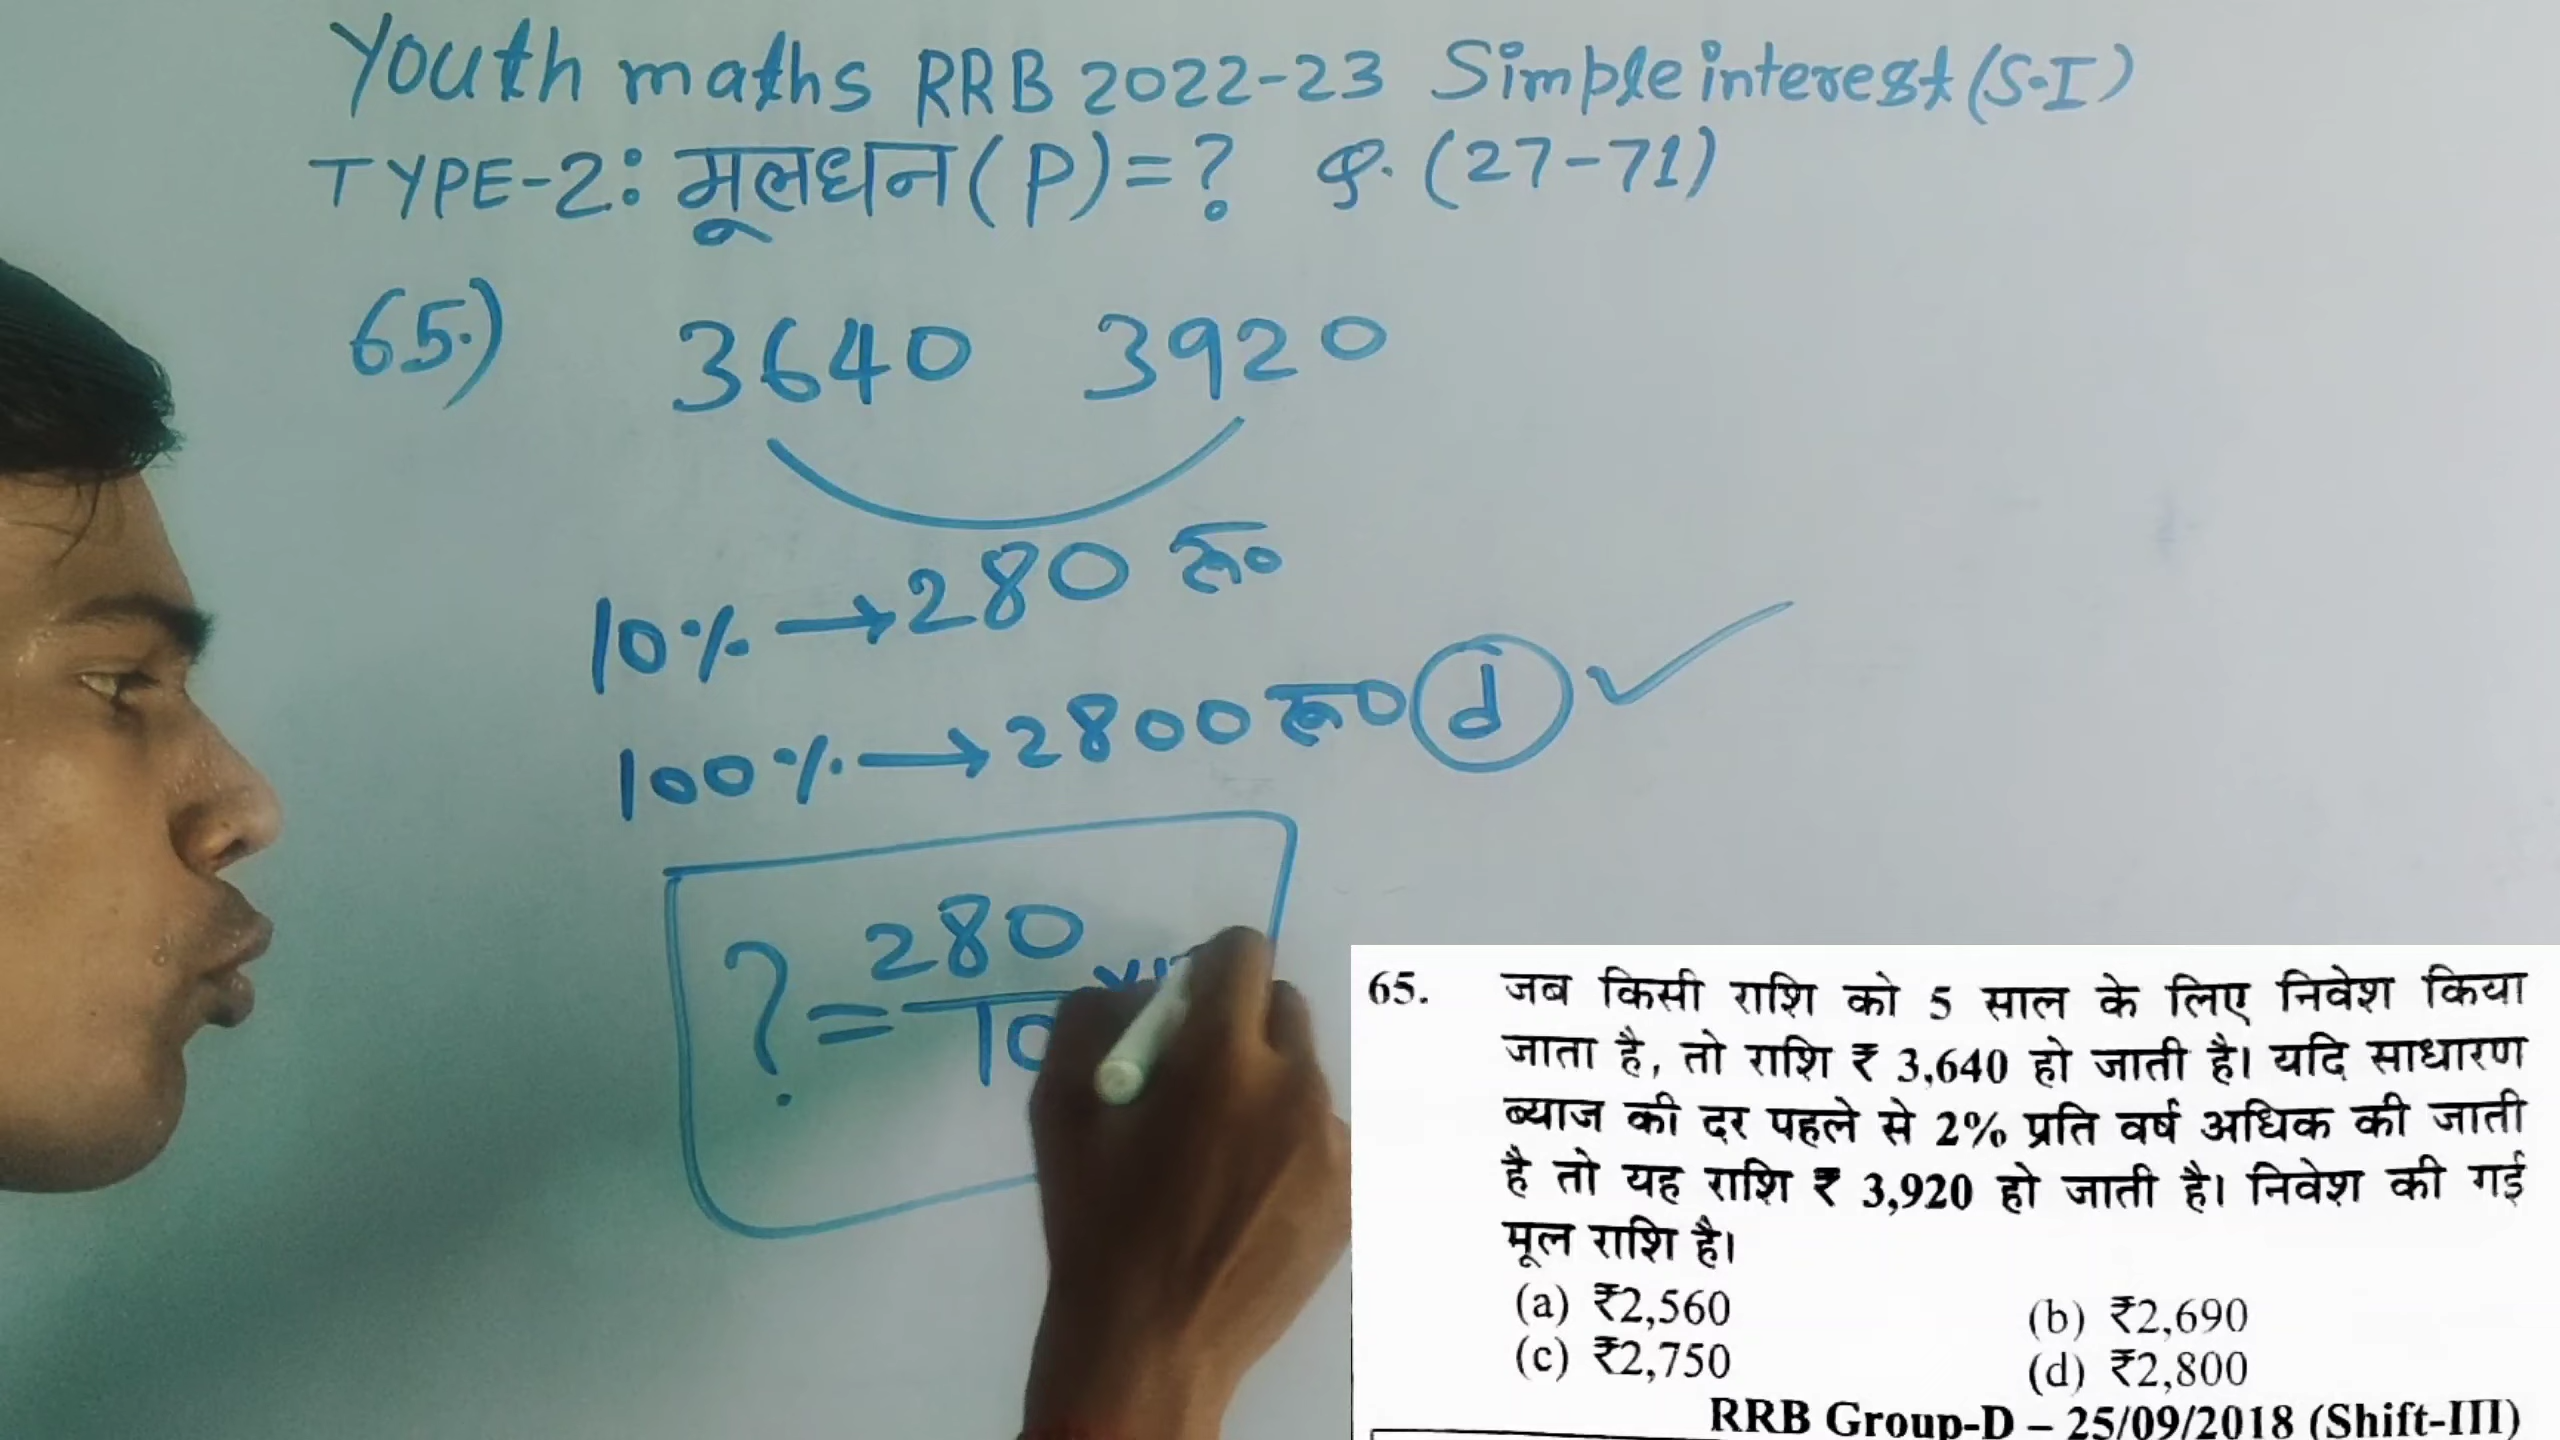 Youth maths RRB 2022-23 Simple interest (S.I)
TYPE-2: मूलधन (P) = ? Q. (27-71)
65.) 3640 3920
10% → 280 रू०
100% → 2800 रू० (d) ✓
? = 280
10
65. जब किसी राशि को 5 साल के लिए निवेश किया
जाता है, तो राशि ₹ 3,640 हो जाती है। यदि साधारण
ब्याज की दर पहले से 2% प्रति वर्ष अधिक की जाती
है तो यह राशि ₹ 3,920 हो जाती है। निवेश की गई
मूल राशि है।
(a) ₹2,560 (b) ₹2,690
(c) ₹2,750 (d) ₹2,800
RRB Group-D – 25/09/2018 (Shift-III)